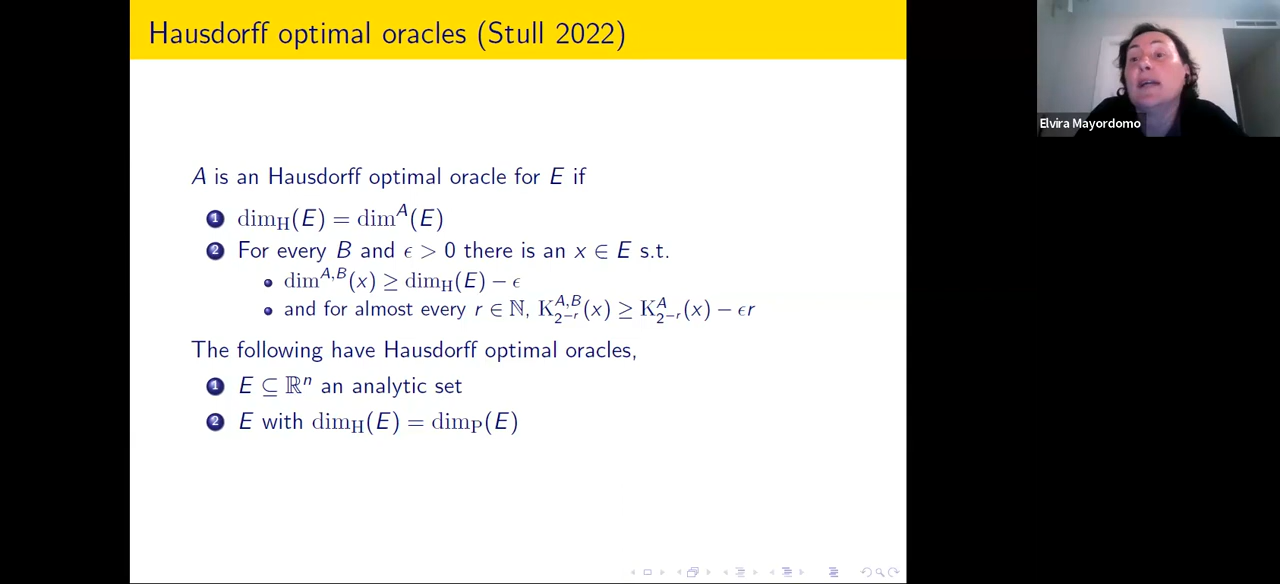 Hausdorff optimal oracles (Stull 2022)
Elvira Mayordomo
A is an Hausdorff optimal oracle for E if
1 dim_H(E) = dim^A(E)
2 For every B and ϵ > 0 there is an x ∈ E s.t.
• dim^{A,B}(x) ≥ dim_H(E) − ϵ
• and for almost every r ∈ ℕ, K^{A,B}_{2^{-r}}(x) ≥ K^A_{2^{-r}}(x) − ϵr
The following have Hausdorff optimal oracles,
1 E ⊆ ℝ^n an analytic set
2 E with dim_H(E) = dim_P(E)